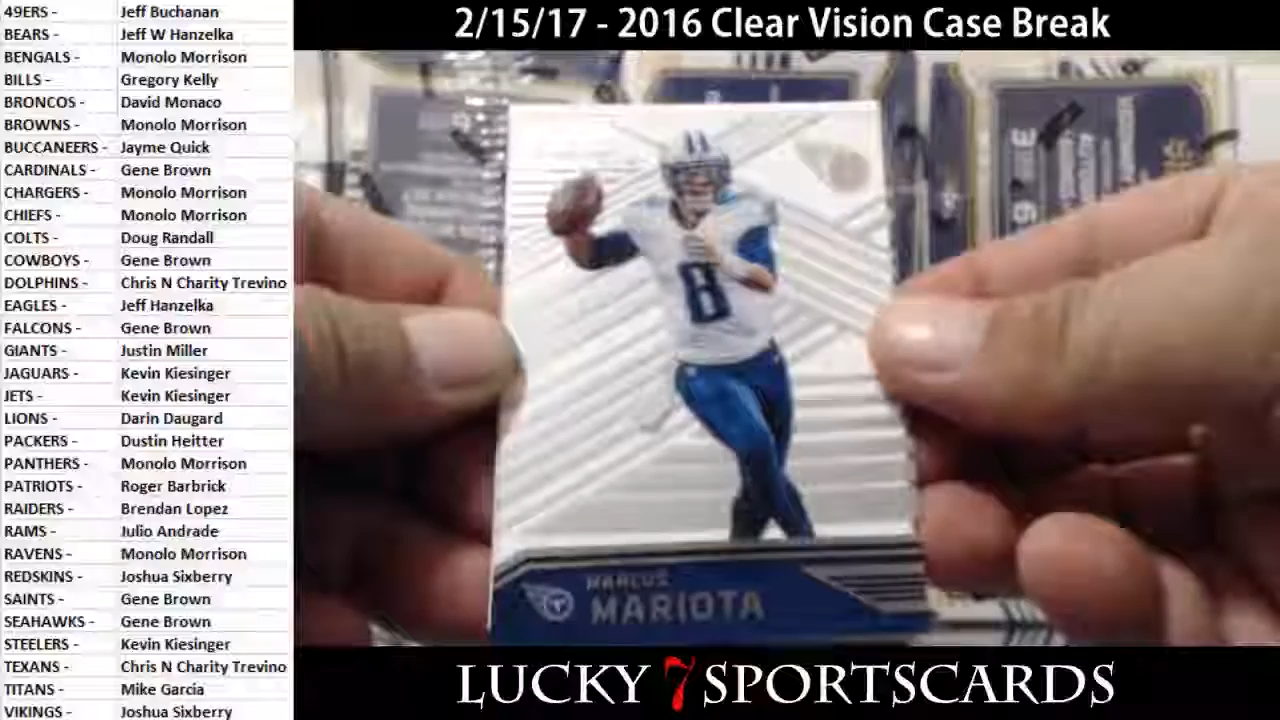 49ERS - Jeff Buchanan
BEARS - Jeff W Hanzelka
BENGALS - Monolo Morrison
BILLS - Gregory Kelly
BRONCOS - David Monaco
BROWNS - Monolo Morrison
BUCCANEERS - Jayme Quick
CARDINALS - Gene Brown
CHARGERS - Monolo Morrison
CHIEFS - Monolo Morrison
COLTS - Doug Randall
COWBOYS - Gene Brown
DOLPHINS - Chris N Charity Trevino
EAGLES - Jeff Hanzelka
FALCONS - Gene Brown
GIANTS - Justin Miller
JAGUARS - Kevin Kiesinger
JETS - Kevin Kiesinger
LIONS - Darin Daugard
PACKERS - Dustin Heitter
PANTHERS - Monolo Morrison
PATRIOTS - Roger Barbrick
RAIDERS - Brendan Lopez
RAMS - Julio Andrade
RAVENS - Monolo Morrison
REDSKINS - Joshua Sixberry
SAINTS - Gene Brown
SEAHAWKS - Gene Brown
STEELERS - Kevin Kiesinger
TEXANS - Chris N Charity Trevino
TITANS - Mike Garcia
VIKINGS - Joshua Sixberry
2/15/17 - 2016 Clear Vision Case Break
8
MARCUS
MARIOTA
LUCKY 7 SPORTSCARDS